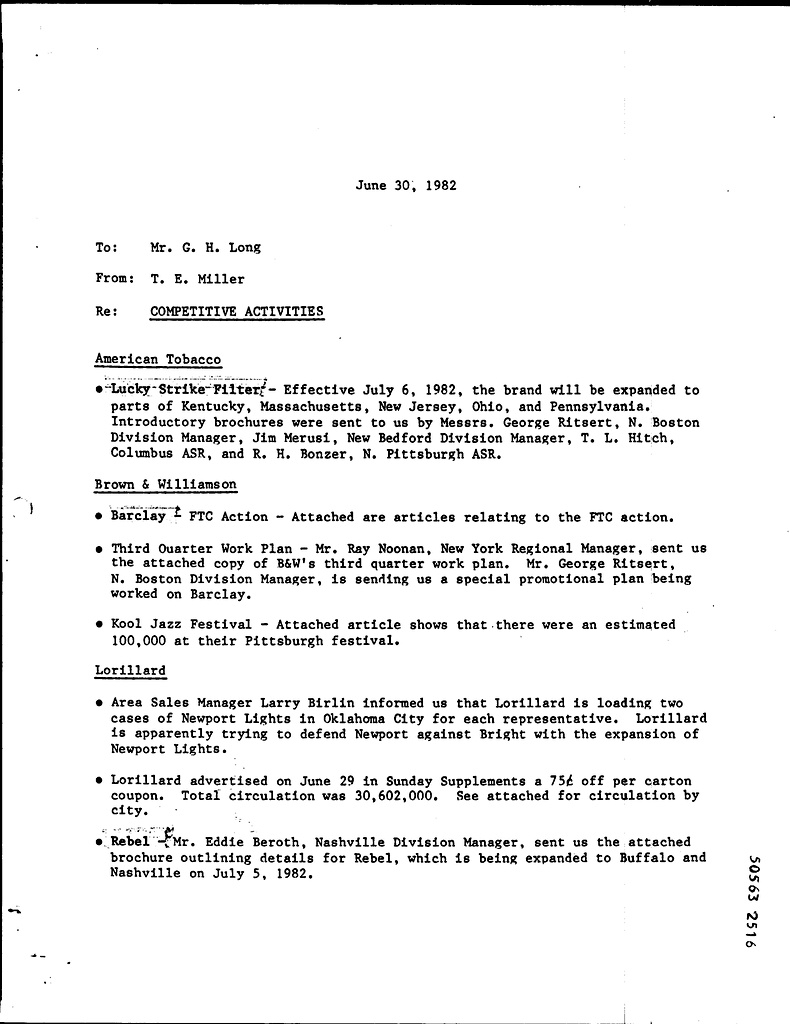 June 30, 1982
To: Mr. G. H. Long
From: T. E. Miller
Re: COMPETITIVE ACTIVITIES
American Tobacco
• Lucky Strike Filter - Effective July 6, 1982, the brand will be expanded to
parts of Kentucky, Massachusetts, New Jersey, Ohio, and Pennsylvania.
Introductory brochures were sent to us by Messrs. George Ritsert, N. Boston
Division Manager, Jim Merusi, New Bedford Division Manager, T. L. Hitch,
Columbus ASR, and R. H. Bonzer, N. Pittsburgh ASR.
Brown & Williamson
• Barclay - FTC Action - Attached are articles relating to the FTC action.
• Third Quarter Work Plan - Mr. Ray Noonan, New York Regional Manager, sent us
the attached copy of B&W's third quarter work plan. Mr. George Ritsert,
N. Boston Division Manager, is sending us a special promotional plan being
worked on Barclay.
• Kool Jazz Festival - Attached article shows that there were an estimated
100,000 at their Pittsburgh festival.
Lorillard
• Area Sales Manager Larry Birlin informed us that Lorillard is loading two
cases of Newport Lights in Oklahoma City for each representative. Lorillard
is apparently trying to defend Newport against Bright with the expansion of
Newport Lights.
• Lorillard advertised on June 29 in Sunday Supplements a 75¢ off per carton
coupon. Total circulation was 30,602,000. See attached for circulation by
city.
• Rebel - Mr. Eddie Beroth, Nashville Division Manager, sent us the attached
brochure outlining details for Rebel, which is being expanded to Buffalo and
Nashville on July 5, 1982.
50563 2516